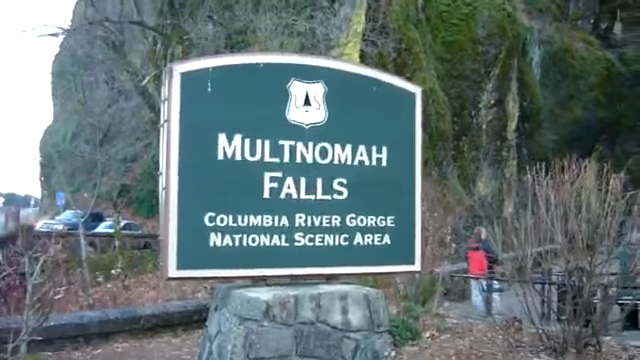 U S
MULTNOMAH
FALLS
COLUMBIA RIVER GORGE
NATIONAL SCENIC AREA